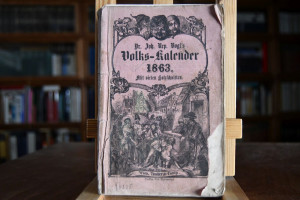 Dr. Joh. Nep. Vogl's
Volks-Kalender
1863.
Mit vielen Holzschnitten.